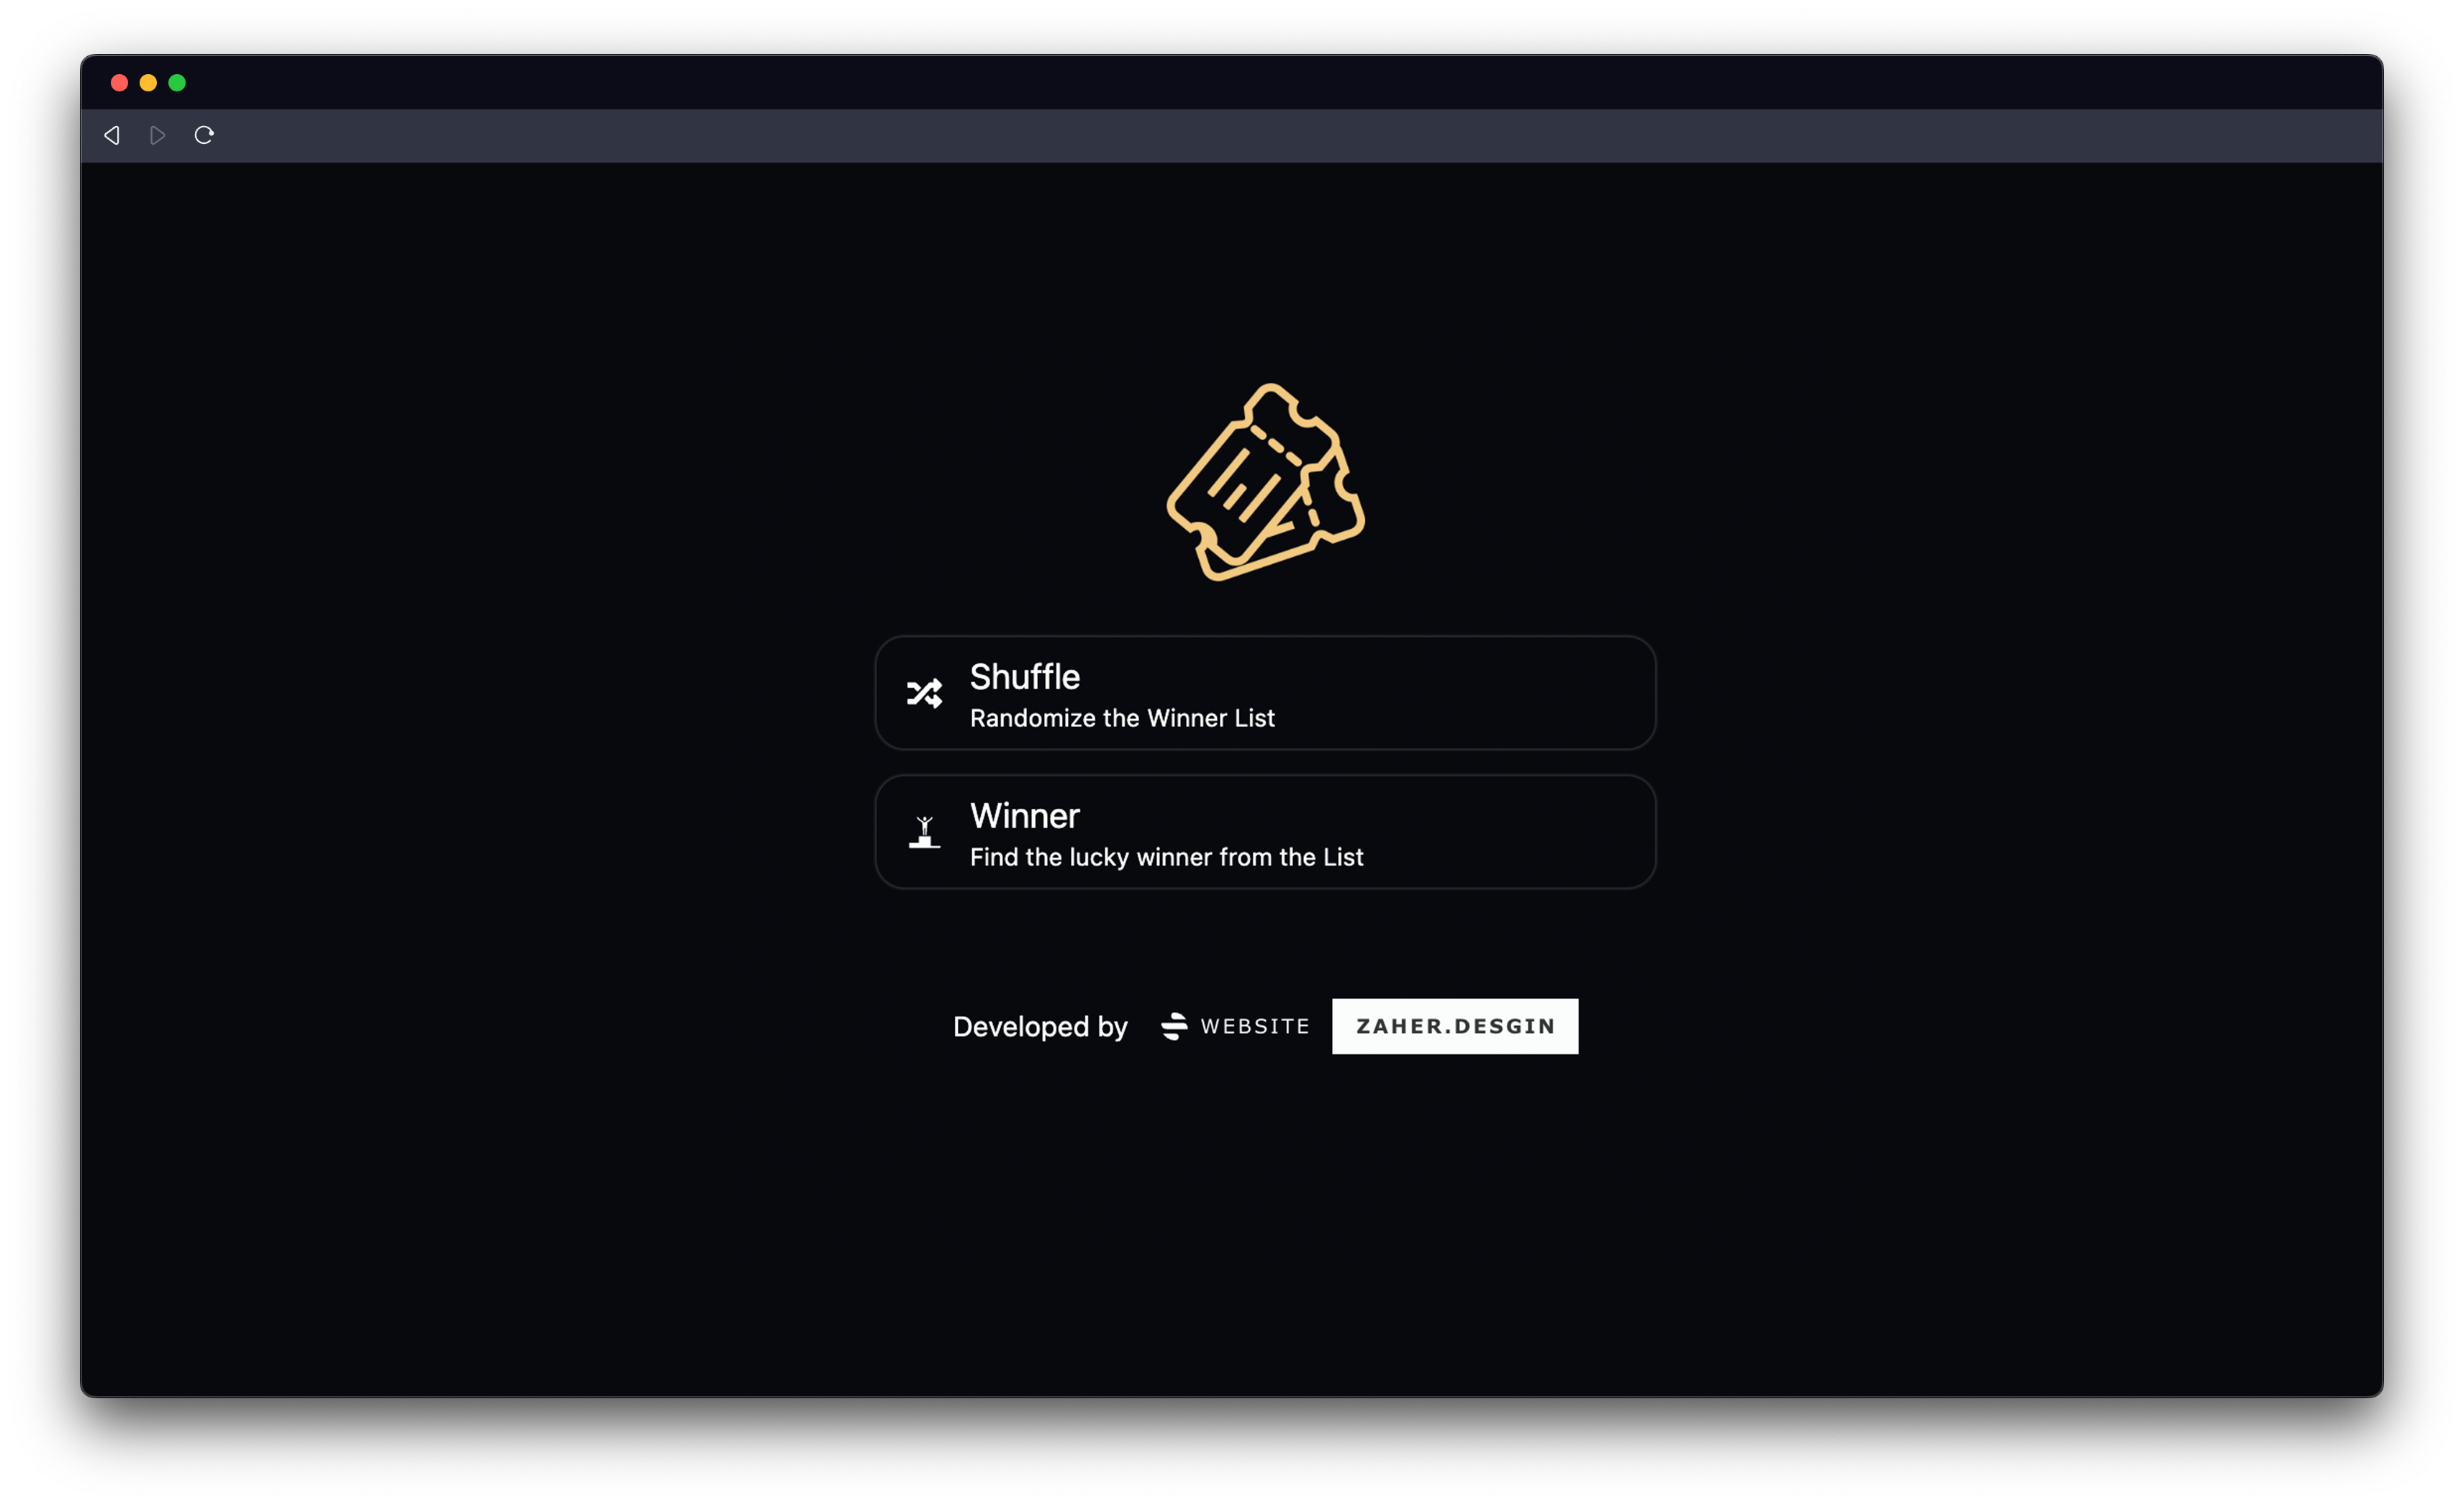 Shuffle
Randomize the Winner List
Winner
Find the lucky winner from the List
Developed by WEBSITE ZAHER.DESGIN